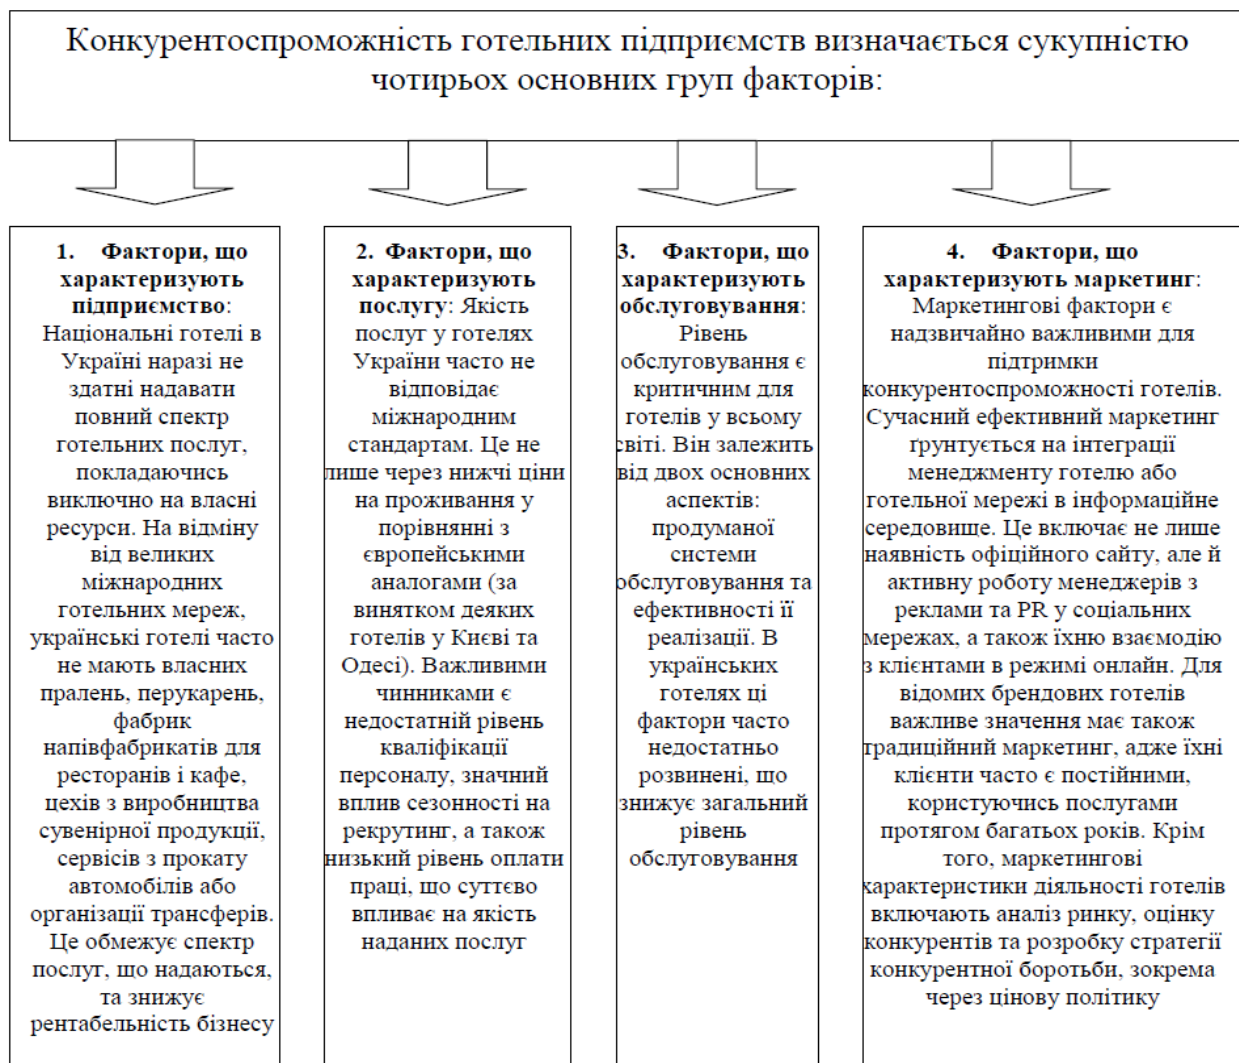 Конкурентоспроможність готельних підприємств визначається сукупністю
чотирьох основних груп факторів:
1. Фактори, що
характеризують
підприємство:
Національні готелі в
Україні наразі не
здатні надавати
повний спектр
готельних послуг,
покладаючись
виключно на власні
ресурси. На відміну
від великих
міжнародних
готельних мереж,
українські готелі часто
не мають власних
пралень, перукарень,
фабрик
напівфабрикатів для
ресторанів і кафе,
цехів з виробництва
сувенірної продукції,
сервісів з прокату
автомобілів або
організації трансферів.
Це обмежує спектр
послуг, що надаються,
та знижує
рентабельність бізнесу
2. Фактори, що
характеризують
послугу: Якість
послуг у готелях
України часто не
відповідає
міжнародним
стандартам. Це не
лише через нижчі ціни
на проживання у
порівнянні з
європейськими
аналогами (за
винятком деяких
готелів у Києві та
Одесі). Важливими
чинниками є
недостатній рівень
кваліфікації
персоналу, значний
вплив сезонності на
рекрутинг, а також
низький рівень оплати
праці, що суттєво
впливає на якість
наданих послуг
3. Фактори, що
характеризують
обслуговування:
Рівень
обслуговування є
критичним для
готелів у всьому
світі. Він залежить
від двох основних
аспектів:
продуманої
системи
обслуговування та
ефективності її
реалізації. В
українських
готелях ці
фактори часто
недостатньо
розвинені, що
знижує загальний
рівень
обслуговування
4. Фактори, що
характеризують маркетинг:
Маркетингові фактори є
надзвичайно важливими для
підтримки
конкурентоспроможності готелів.
Сучасний ефективний маркетинг
ґрунтується на інтеграції
менеджменту готелю або
готельної мережі в інформаційне
середовище. Це включає не лише
наявність офіційного сайту, але й
активну роботу менеджерів з
реклами та PR у соціальних
мережах, а також їхню взаємодію
з клієнтами в режимі онлайн. Для
відомих брендових готелів
важливе значення має також
традиційний маркетинг, адже їхні
клієнти часто є постійними,
користуючись послугами
протягом багатьох років. Крім
того, маркетингові
характеристики діяльності готелів
включають аналіз ринку, оцінку
конкурентів та розробку стратегії
конкурентної боротьби, зокрема
через цінову політику